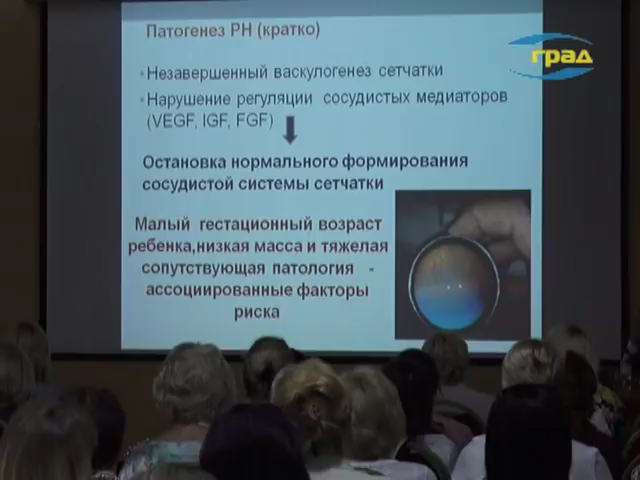 Патогенез РН (кратко)
град
Незавершенный васкулогенез сетчатки
Нарушение регуляции сосудистых медиаторов
(VEGF, IGF, FGF)
Остановка нормального формирования
сосудистой системы сетчатки
Малый гестационный возраст
ребенка,низкая масса и тяжелая
сопутствующая патология -
ассоциированные факторы
риска